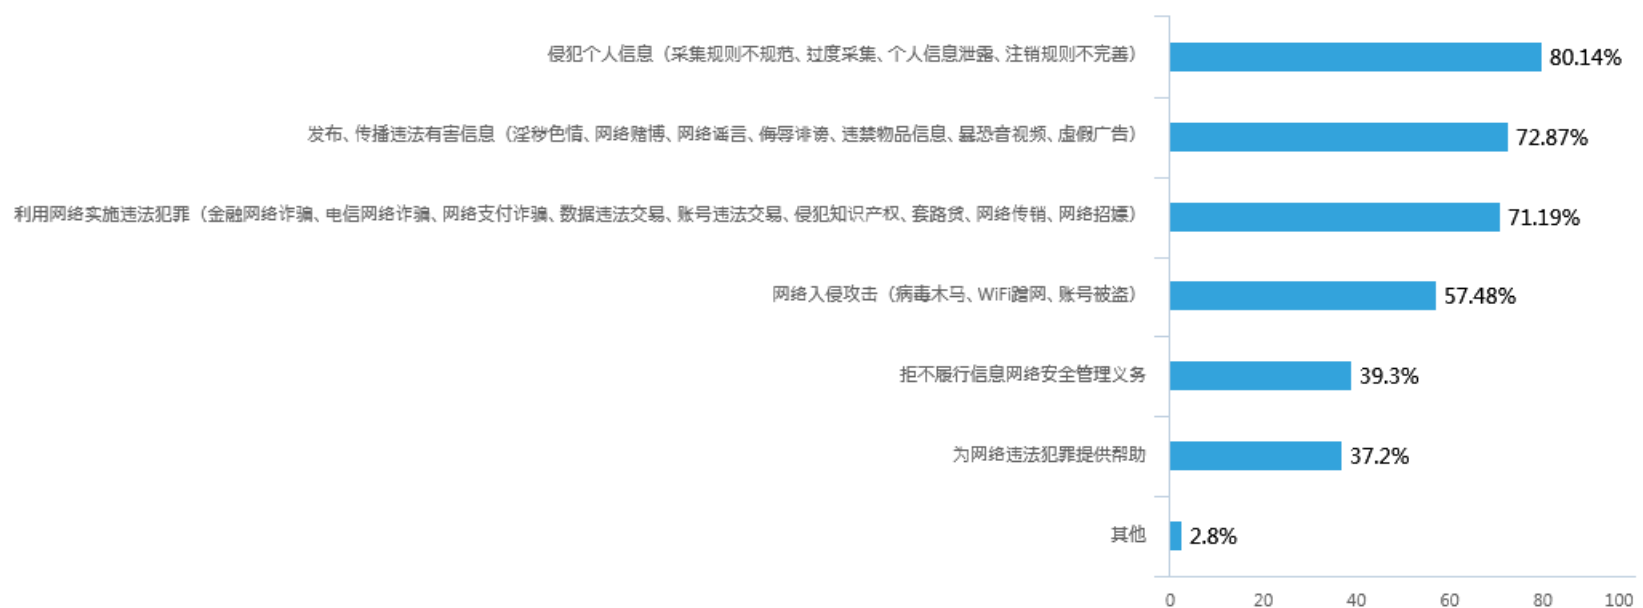 侵犯个人信息（采集规则不规范、过度采集、个人信息泄露、注销规则不完善） 80.14%
发布、传播违法有害信息（淫秽色情、网络赌博、网络谣言、侮辱诽谤、违禁物品信息、暴恐音视频、虚假广告） 72.87%
利用网络实施违法犯罪（金融网络诈骗、电信网络诈骗、网络支付诈骗、数据违法交易、账号违法交易、侵犯知识产权、套路贷、网络传销、网络招嫖） 71.19%
网络入侵攻击（病毒木马、WiFi蹭网、账号被盗） 57.48%
拒不履行信息网络安全管理义务 39.3%
为网络违法犯罪提供帮助 37.2%
其他 2.8%
0 20 40 60 80 100